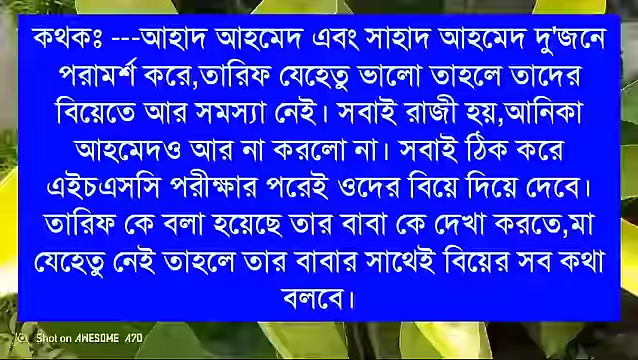 কথকঃ ---আহাদ আহমেদ এবং সাহাদ আহমেদ দু'জনে
পরামর্শ করে,তারিফ যেহেতু ভালো তাহলে তাদের
বিয়েতে আর সমস্যা নেই। সবাই রাজী হয়,আনিকা
আহমেদও আর না করলো না। সবাই ঠিক করে
এইচএসসি পরীক্ষার পরেই ওদের বিয়ে দিয়ে দেবে।
তারিফ কে বলা হয়েছে তার বাবা কে দেখা করতে,মা
যেহেতু নেই তাহলে তার বাবার সাথেই বিয়ের সব কথা
বলবে।
Shot on AWESOME A70